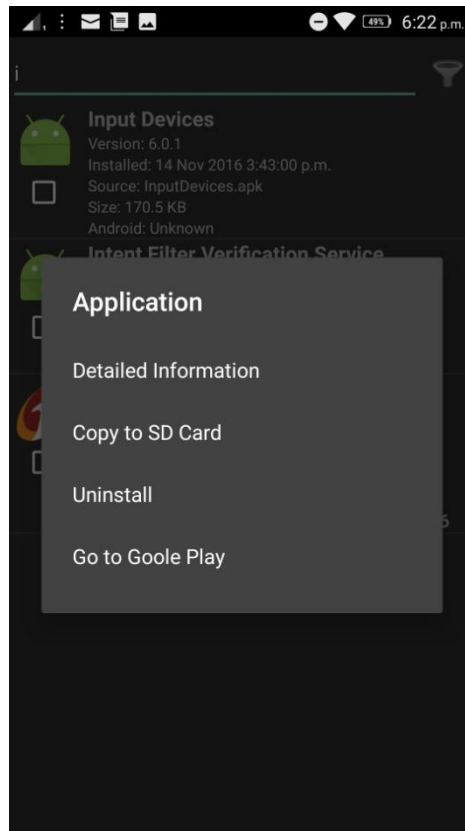 49% 6:22 p.m.
i
Input Devices
Version: 6.0.1
Installed: 14 Nov 2016 3:43:00 p.m.
Source: InputDevices.apk
Size: 170.5 KB
Android: Unknown
Intent Filter Verification Service
Application
Detailed Information
Copy to SD Card
Uninstall
Go to Goole Play